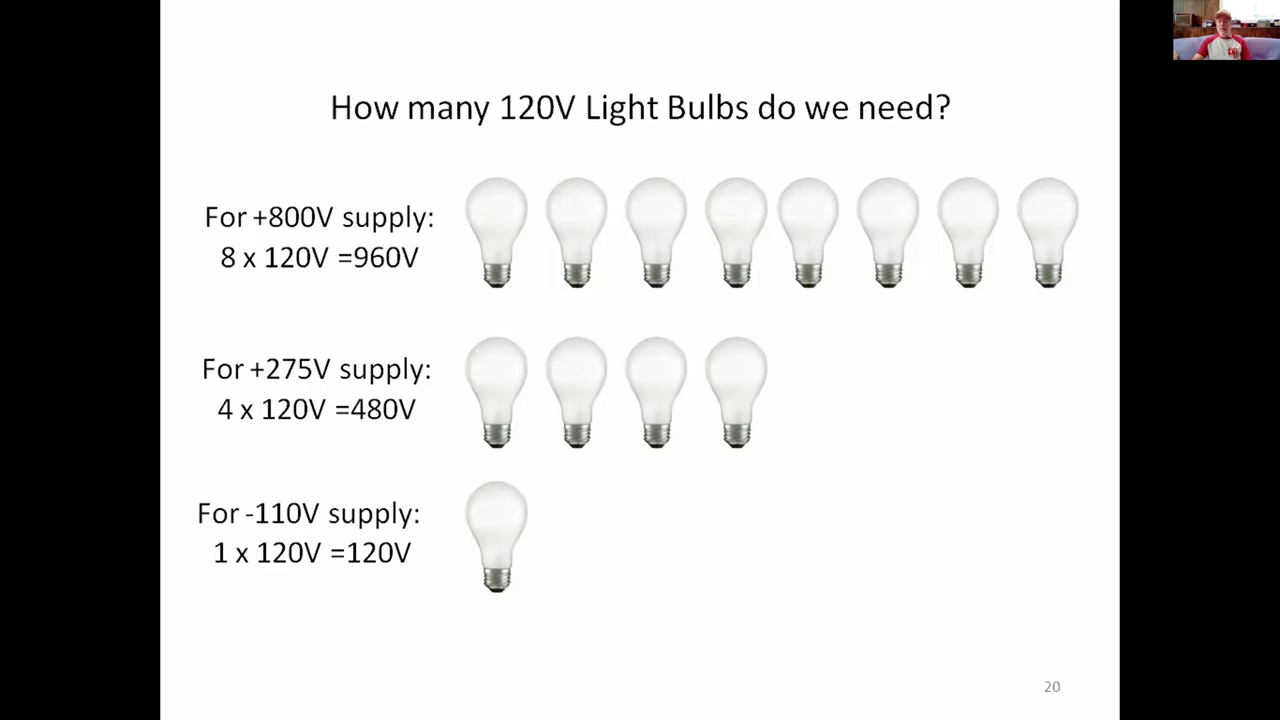 How many 120V Light Bulbs do we need?
For +800V supply:
8 x 120V =960V
For +275V supply:
4 x 120V =480V
For -110V supply:
1 x 120V =120V
20